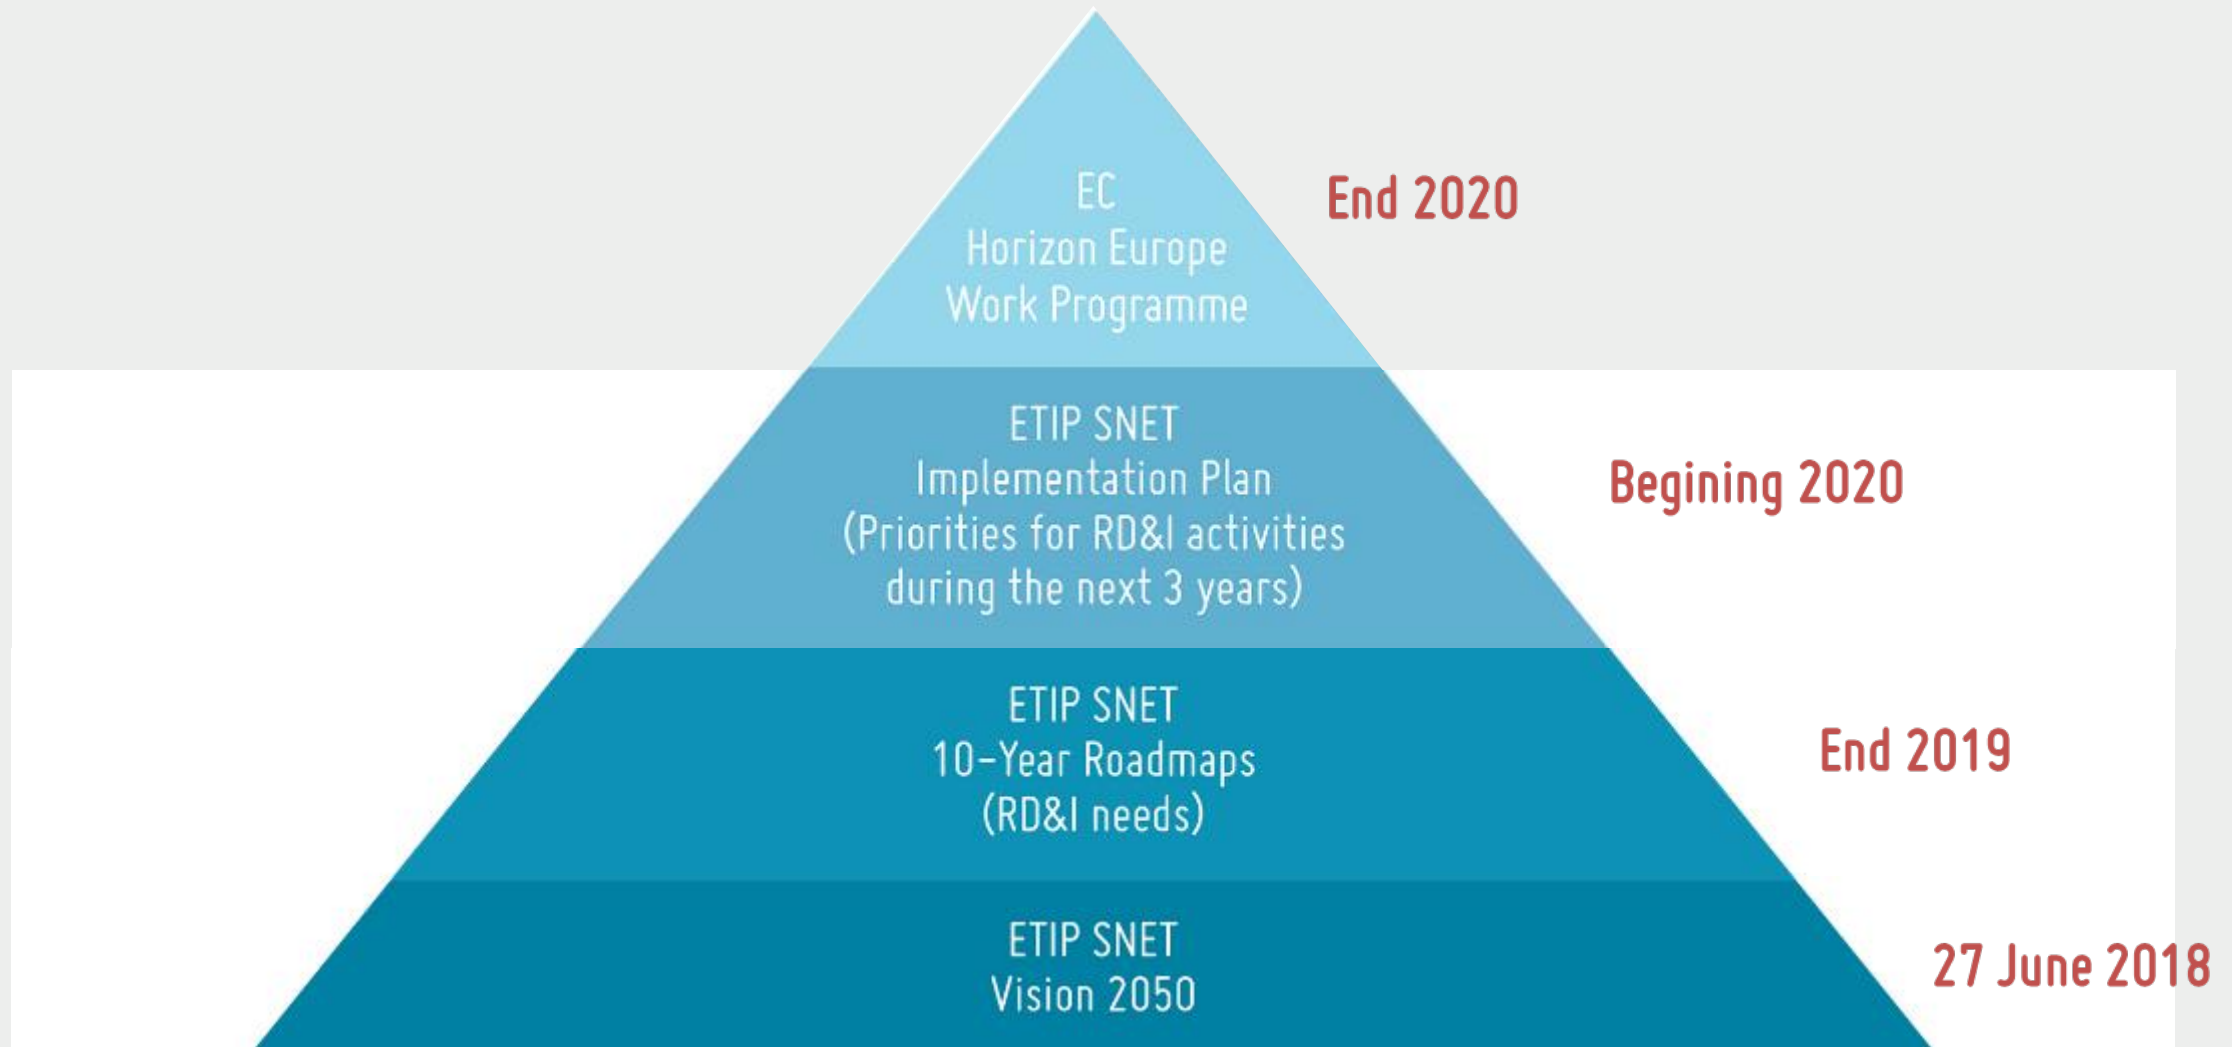 EC
Horizon Europe
Work Programme
End 2020
ETIP SNET
Implementation Plan
(Priorities for RD&I activities
during the next 3 years)
Begining 2020
ETIP SNET
10-Year Roadmaps
(RD&I needs)
End 2019
ETIP SNET
Vision 2050
27 June 2018